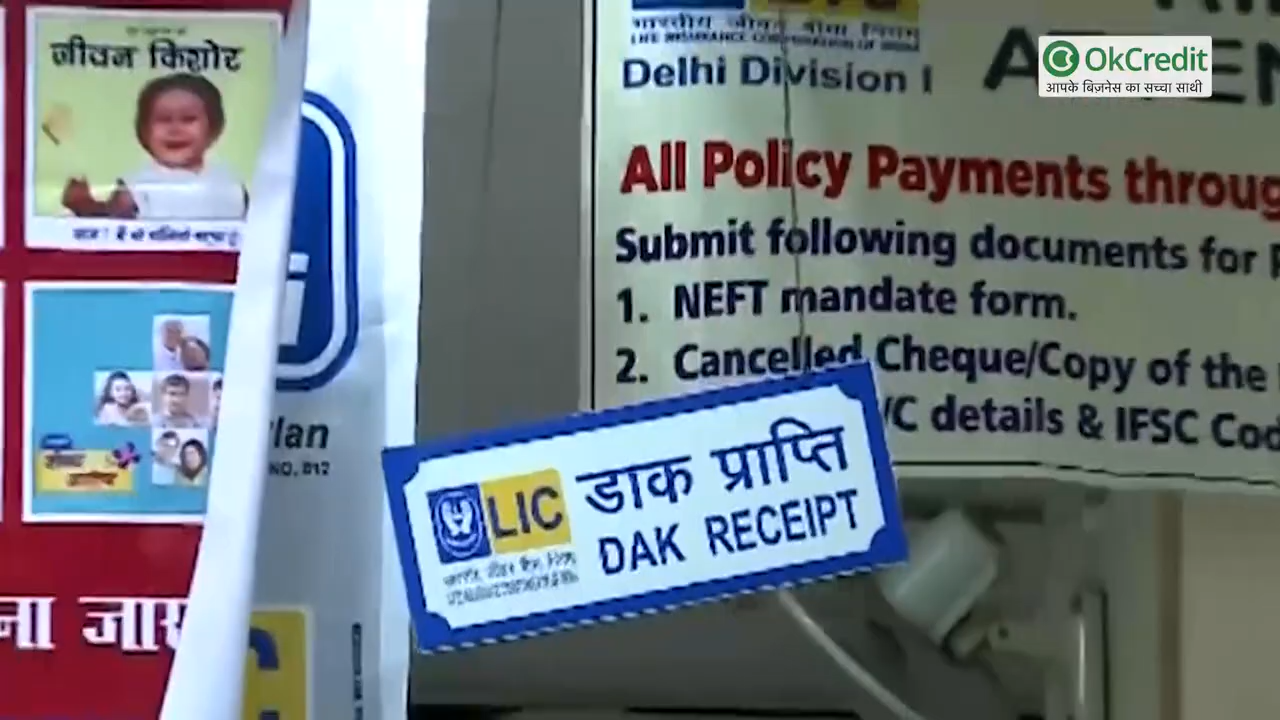 जीवन किशोर
lan
NO. 812
ना जा
भारतीय जीवन बीमा निगम
LIFE INSURANCE CORPORATION OF INDIA
Delhi Division I
OkCredit
आपके बिज़नेस का सच्चा साथी
All Policy Payments throug
Submit following documents for
1. NEFT mandate form.
2. Cancelled Cheque/Copy of the
/C details & IFSC Cod
LIC
डाक प्राप्ति
DAK RECEIPT